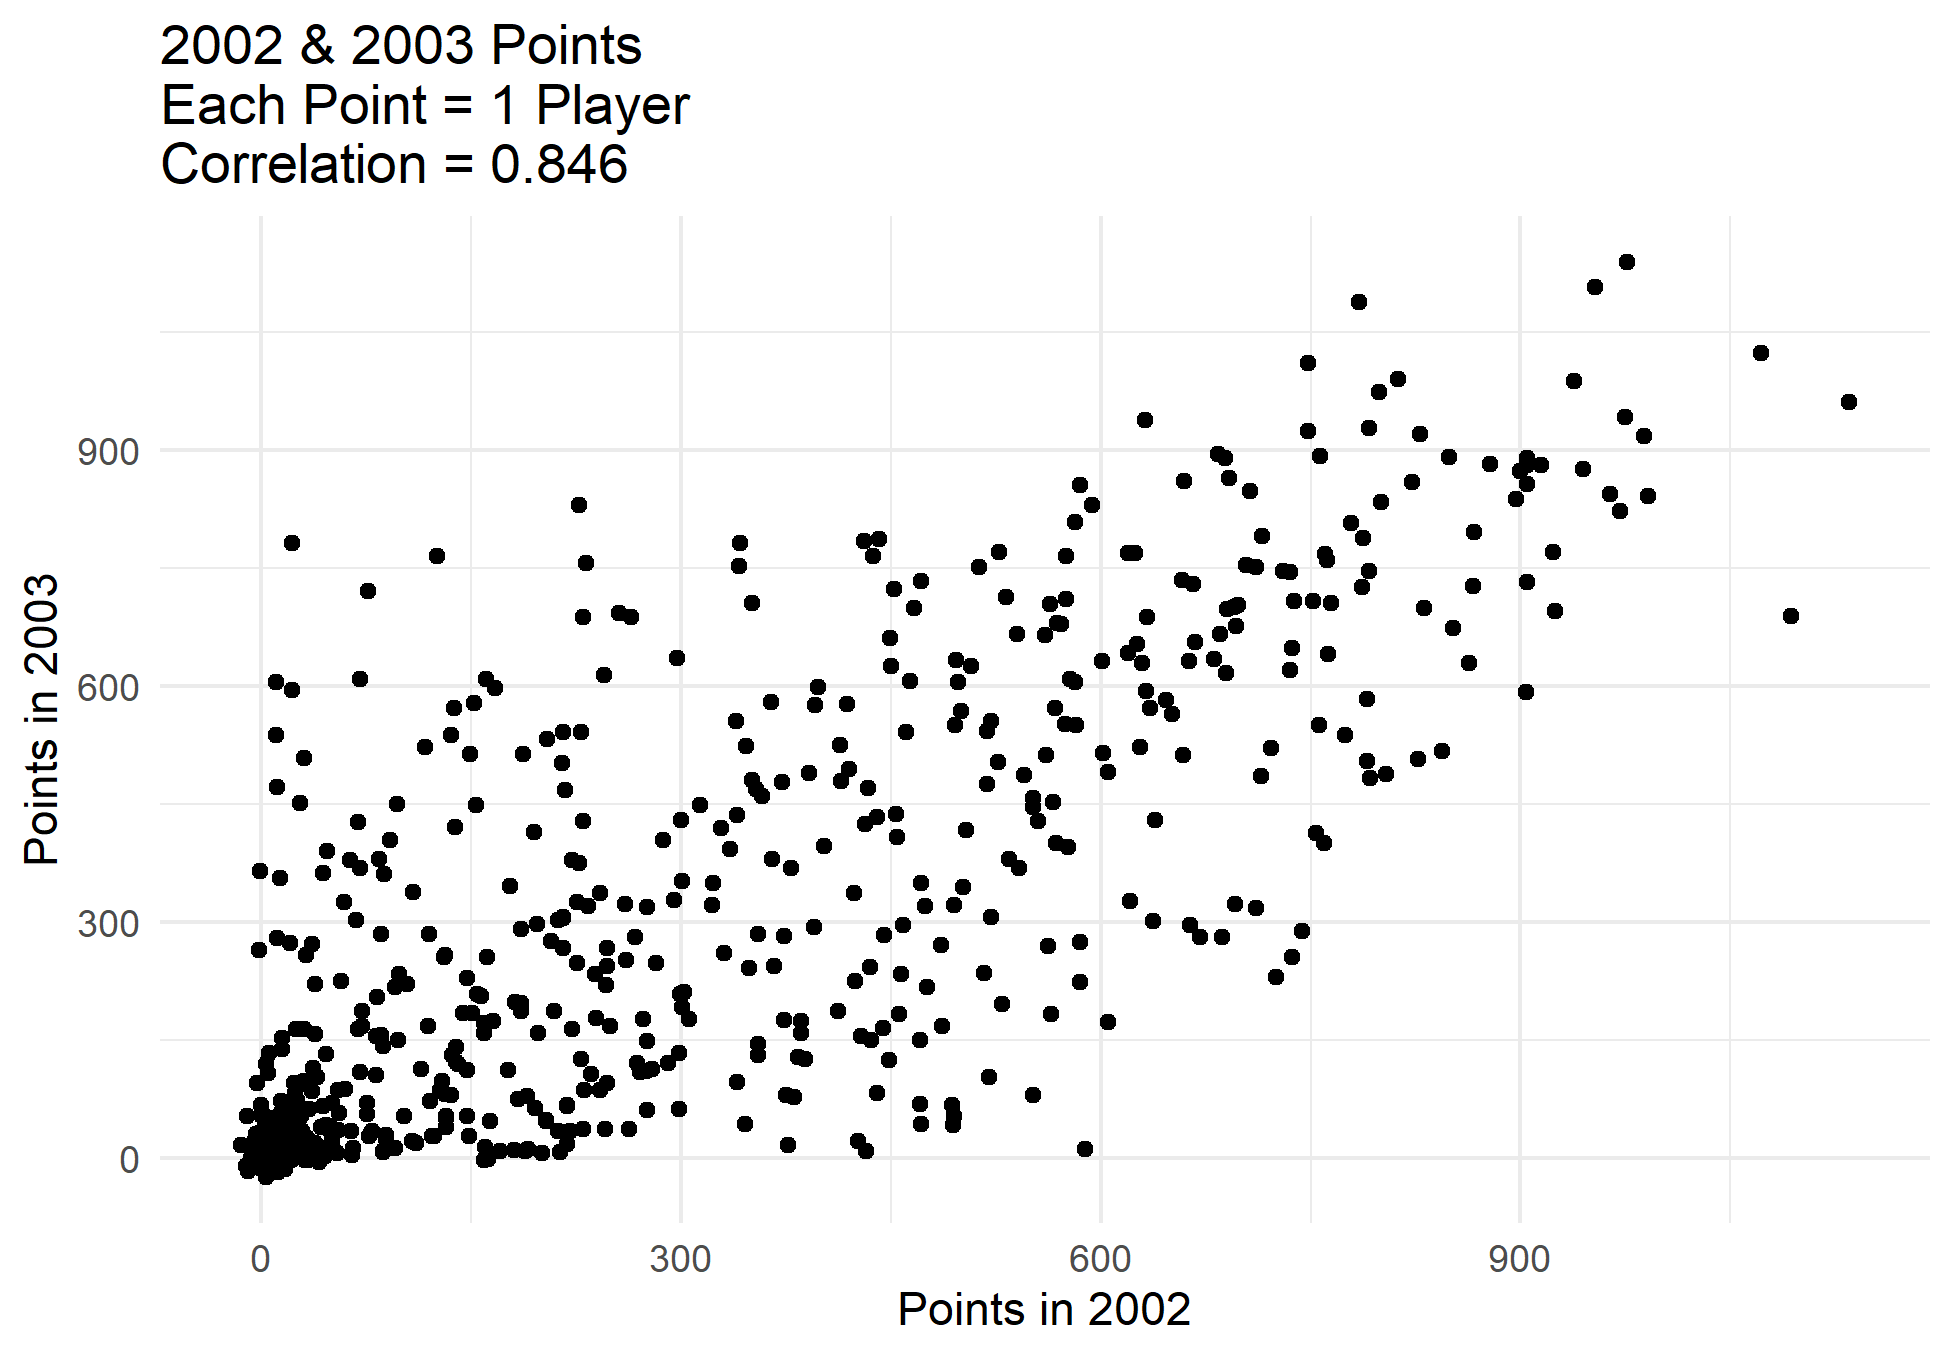 2002 & 2003 Points
Each Point = 1 Player
Correlation = 0.846
Points in 2003
900
600
300
0
0
300
600
900
Points in 2002